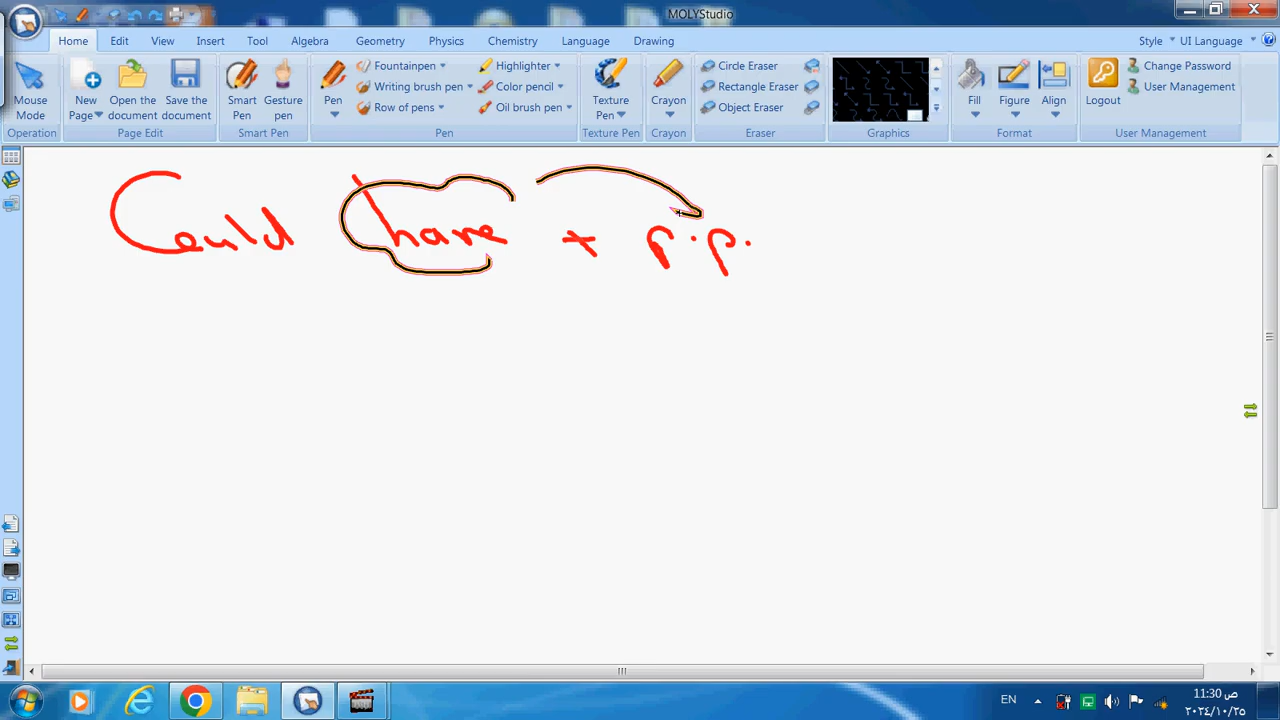 MOLYStudio
Home Edit View Insert Tool Algebra Geometry Physics Chemistry Language Drawing Style UI Language
Fountainpen Highlighter Circle Eraser Change Password
Writing brush pen Color pencil Rectangle Eraser User Management
Row of pens Oil brush pen Object Eraser
Mouse Mode New Page Open the document Save the document Smart Pen Gesture pen Pen Texture Pen Crayon Fill Figure Align Logout
Operation Page Edit Smart Pen Pen Texture Pen Crayon Eraser Graphics Format User Management
Could have + p.p.
EN ص 11:30
٢٠٢٤/١٠/٢٥